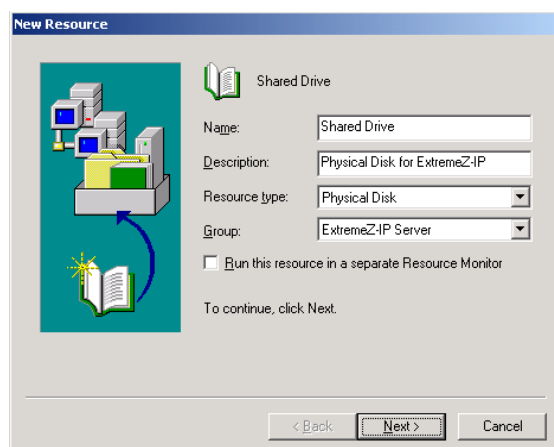 New Resource
Shared Drive
Name: Shared Drive
Description: Physical Disk for ExtremeZ-IP
Resource type: Physical Disk
Group: ExtremeZ-IP Server
Run this resource in a separate Resource Monitor
To continue, click Next.
< Back Next > Cancel